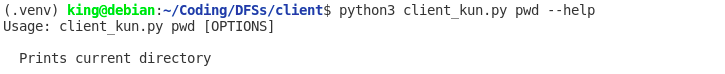 (.venv) king@debian:~/Coding/DFSs/client$ python3 client_kun.py pwd --help
Usage: client_kun.py pwd [OPTIONS]
Prints current directory